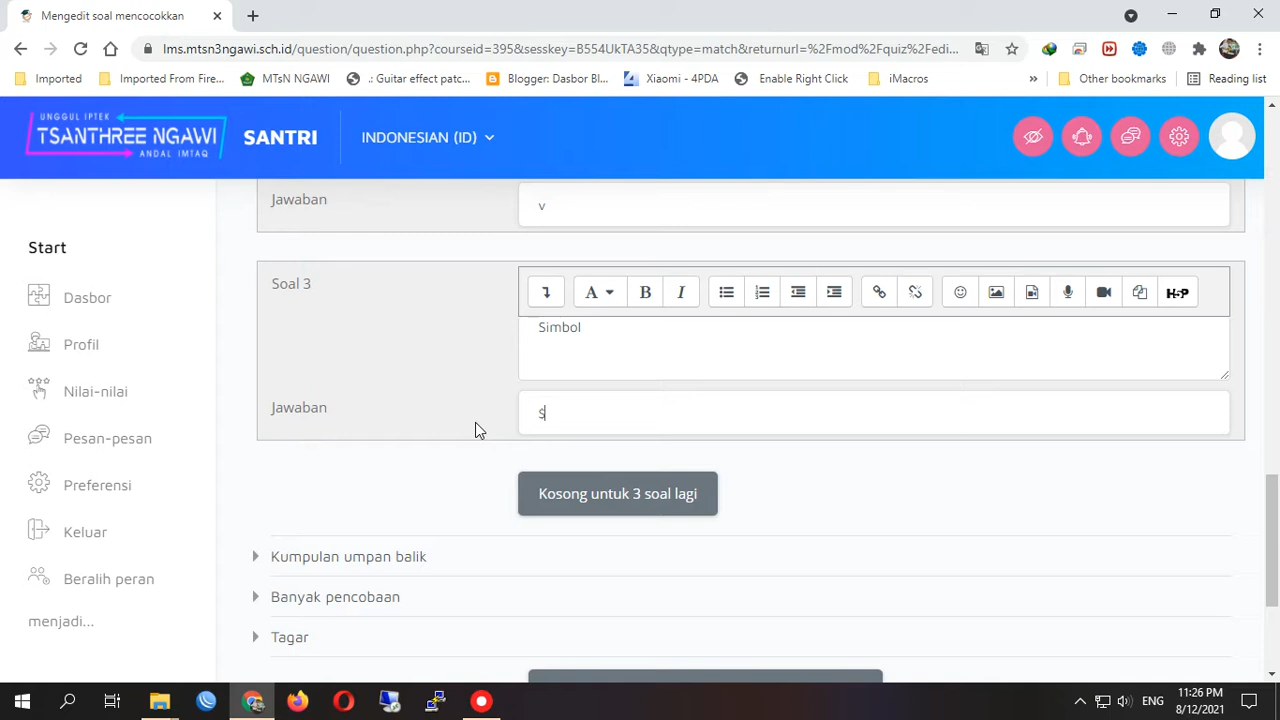 Mengedit soal mencocokkan
lms.mtsn3ngawi.sch.id/question/question.php?courseid=395&sesskey=B554UkTA35&qtype=match&returnurl=%2Fmod%2Fquiz%2Fedi...
Imported
Imported From Fire...
MTsN NGAWI
.: Guitar effect patc...
Blogger: Dasbor Bl...
Xiaomi - 4PDA
Enable Right Click
iMacros
»
Other bookmarks
Reading list
UNGGUL IPTEK
TSANTHREE NGAWI
ANDAL IMTAQ
SANTRI
INDONESIAN (ID)
Jawaban
v
Start
Soal 3
A
B
I
H5P
Dasbor
Simbol
Profil
Nilai-nilai
Jawaban
$
Pesan-pesan
Preferensi
Kosong untuk 3 soal lagi
Keluar
Kumpulan umpan balik
Beralih peran
menjadi...
Banyak pencobaan
Tagar
ENG
11:26 PM
8/12/2021